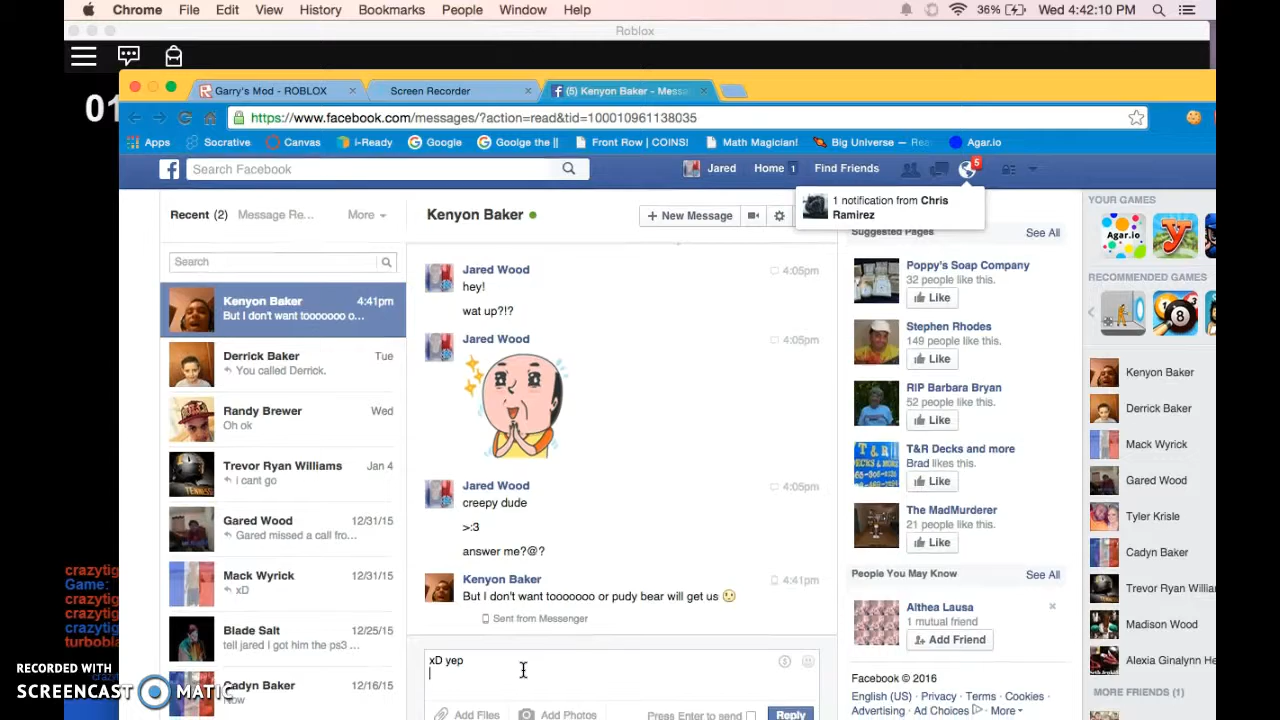 Chrome File Edit View History Bookmarks People Window Help 36% Wed 4:42:10 PM
Roblox
01
Garry's Mod - ROBLOX
Screen Recorder
(5) Kenyon Baker - Messa
https://www.facebook.com/messages/?action=read&tid=100010961138035
Apps Socrative Canvas i-Ready Google Gooige the || Front Row | COINS! Math Magician! Big Universe — Rea Agar.io
Search Facebook Jared Home 1 Find Friends 5
1 notification from Chris
Ramirez
Recent (2) Message Re... More
Search
Kenyon Baker 4:41pm
But I don't want tooooooo o...
Derrick Baker Tue
You called Derrick.
Randy Brewer Wed
Oh ok
Trevor Ryan Williams Jan 4
i cant go
Gared Wood 12/31/15
Gared missed a call fro...
Mack Wyrick 12/31/15
xD
Blade Salt 12/25/15
tell jared i got him the ps3
Cadyn Baker 12/16/15
Now
Kenyon Baker
New Message
Jared Wood 4:05pm
hey!
wat up?!?
Jared Wood 4:05pm
Jared Wood 4:05pm
creepy dude
>:3
answer me?@?
Kenyon Baker 4:41pm
But I don't want tooooooo or pudy bear will get us
Sent from Messenger
xD yep
Add Files Add Photos Press Enter to send Reply
Suggested Pages See All
Poppy's Soap Company
32 people like this.
Like
Stephen Rhodes
149 people like this.
Like
RIP Barbara Bryan
52 people like this.
Like
T&R Decks and more
Brad likes this.
Like
The MadMurderer
21 people like this.
Like
People You May Know See All
Althea Lausa
1 mutual friend
Add Friend
Facebook © 2016
English (US) · Privacy · Terms · Cookies ·
Advertising · Ad Choices · More
YOUR GAMES
Agar.io
RECOMMENDED GAMES
8
Kenyon Baker
Derrick Baker
Mack Wyrick
Gared Wood
Tyler Krisle
Cadyn Baker
Trevor Ryan Willian
Madison Wood
Alexia Ginalynn He
MORE FRIENDS (1)
crazytig
Game:
crazytig
crazytig
crazytig
turbobla
RECORDED WITH
SCREENCAST MATIC